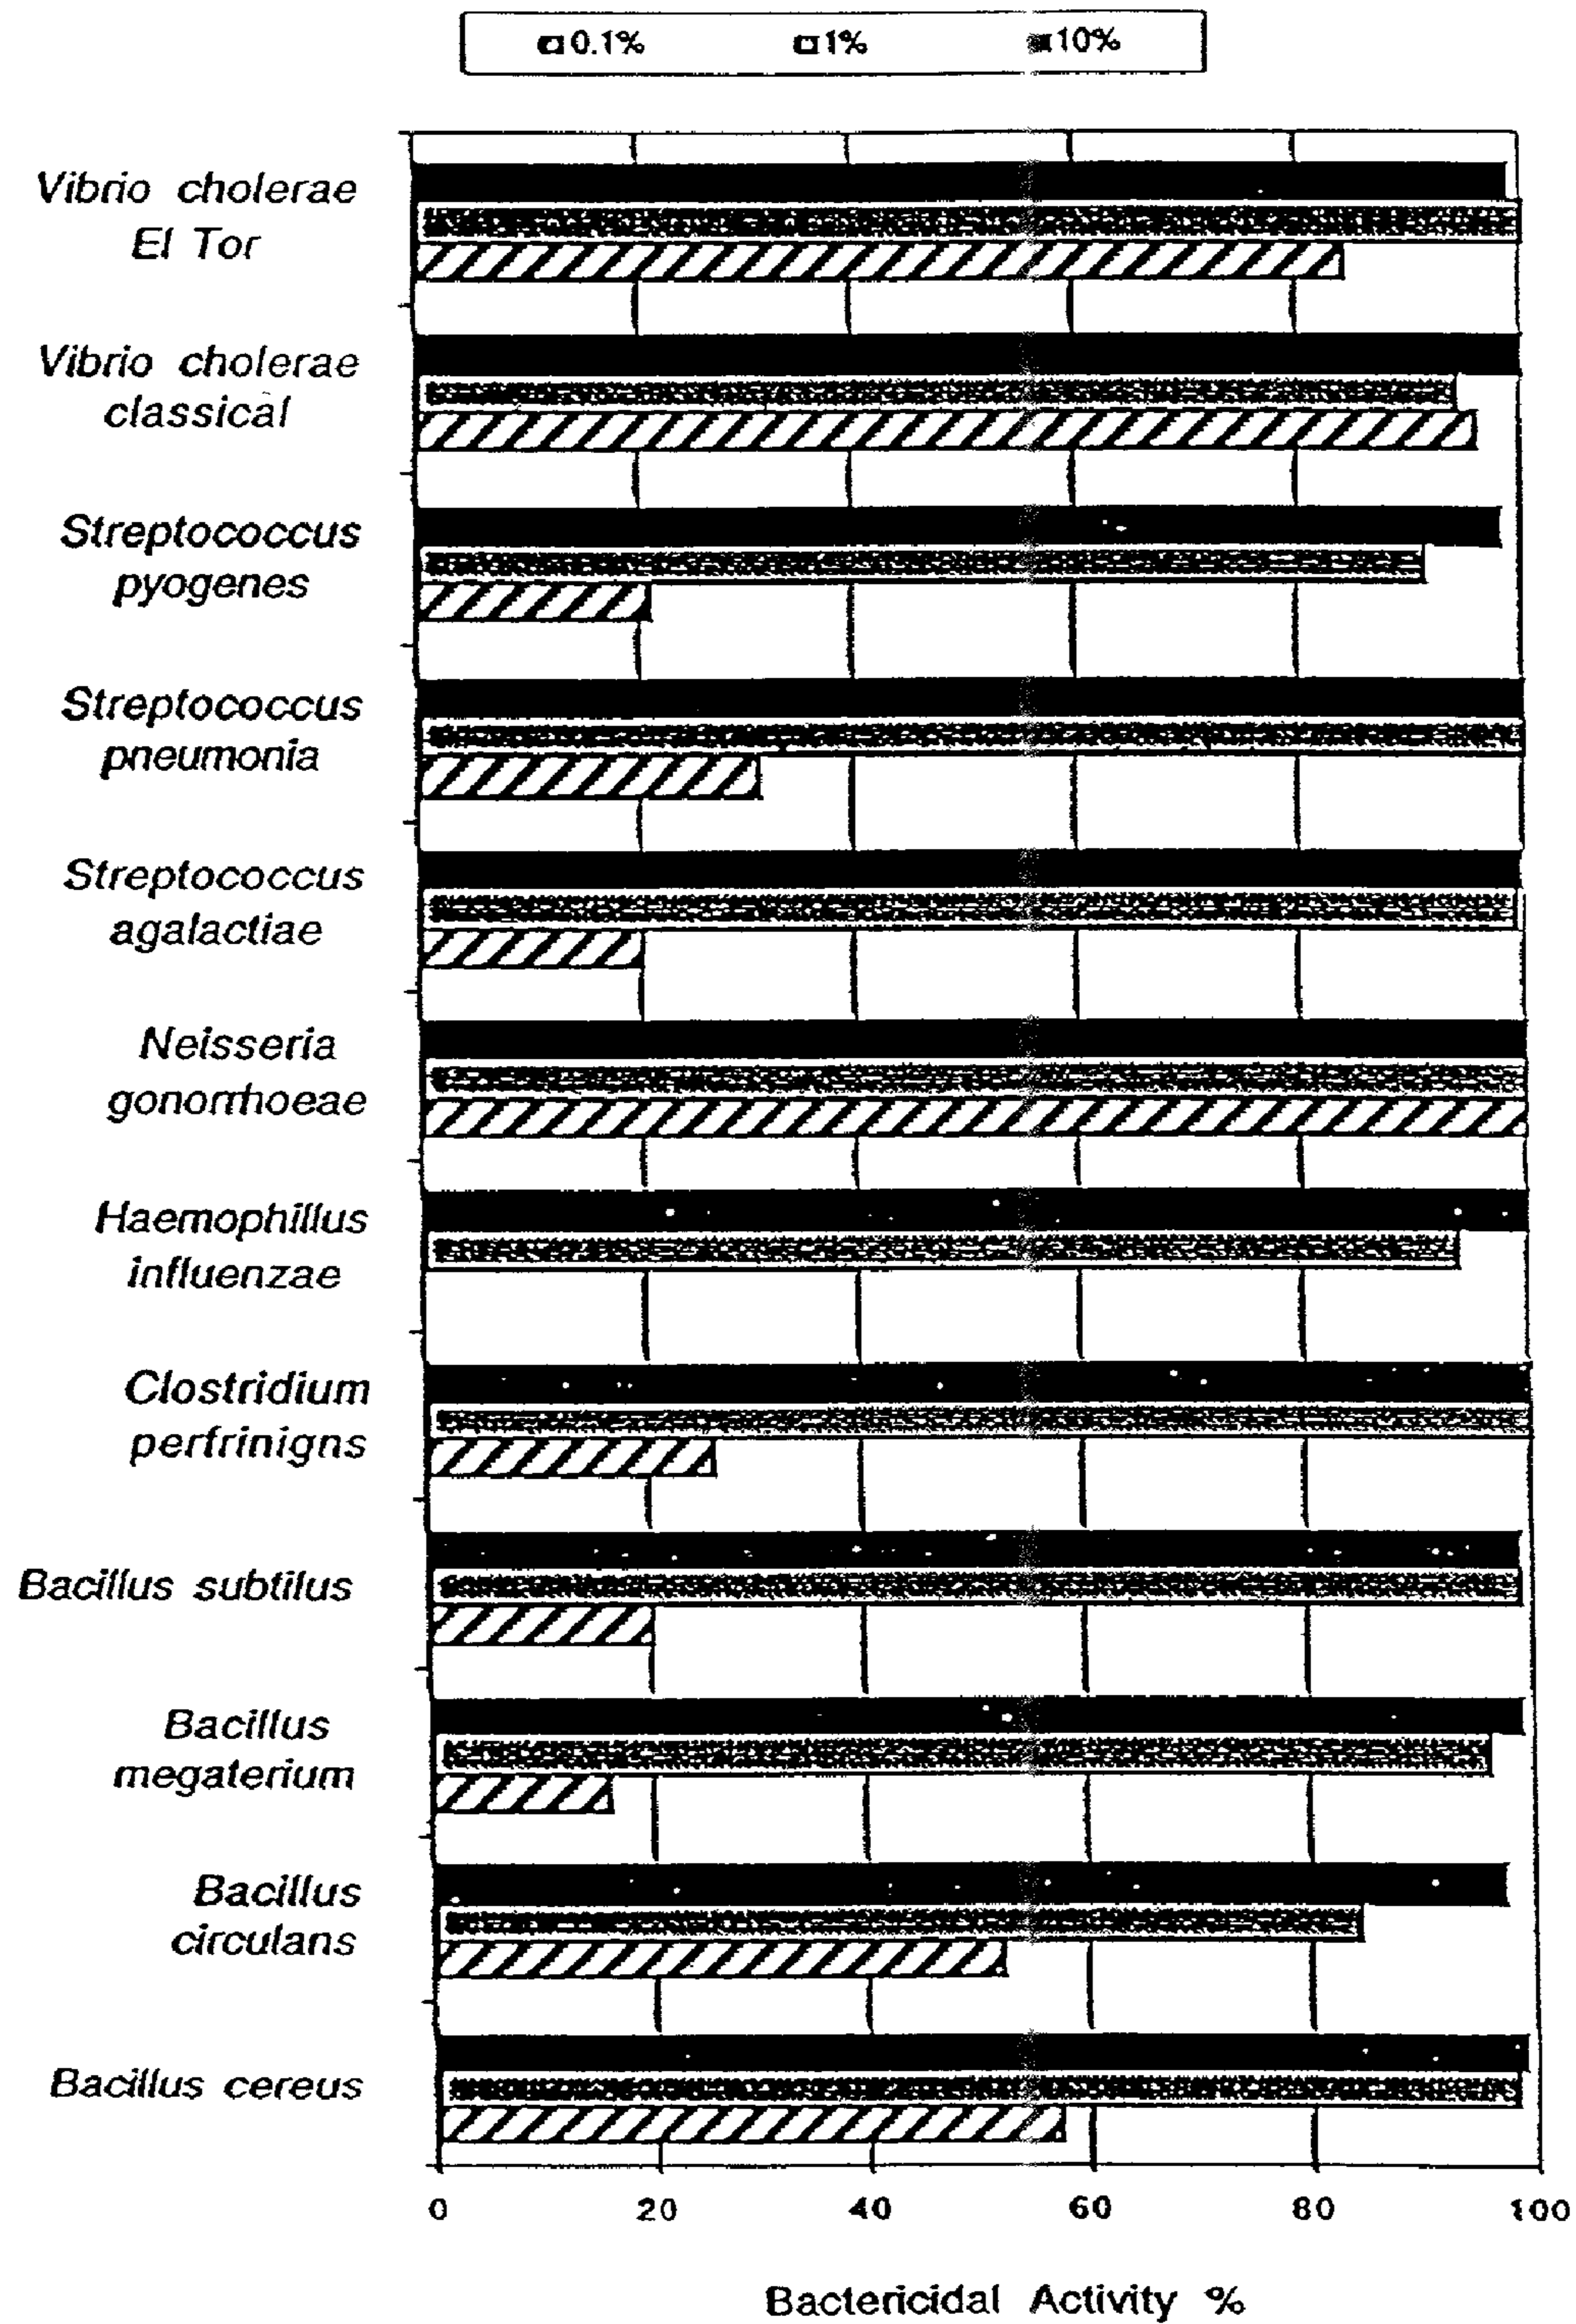 0.1% 1% 10%
Vibrio cholerae
El Tor
Vibrio cholerae
classical
Streptococcus
pyogenes
Streptococcus
pneumonia
Streptococcus
agalactiae
Neisseria
gonorrhoeae
Haemophillus
influenzae
Clostridium
perfrinigns
Bacillus subtilus
Bacillus
megaterium
Bacillus
circulans
Bacillus cereus
0 20 40 60 80 100
Bactericidal Activity %